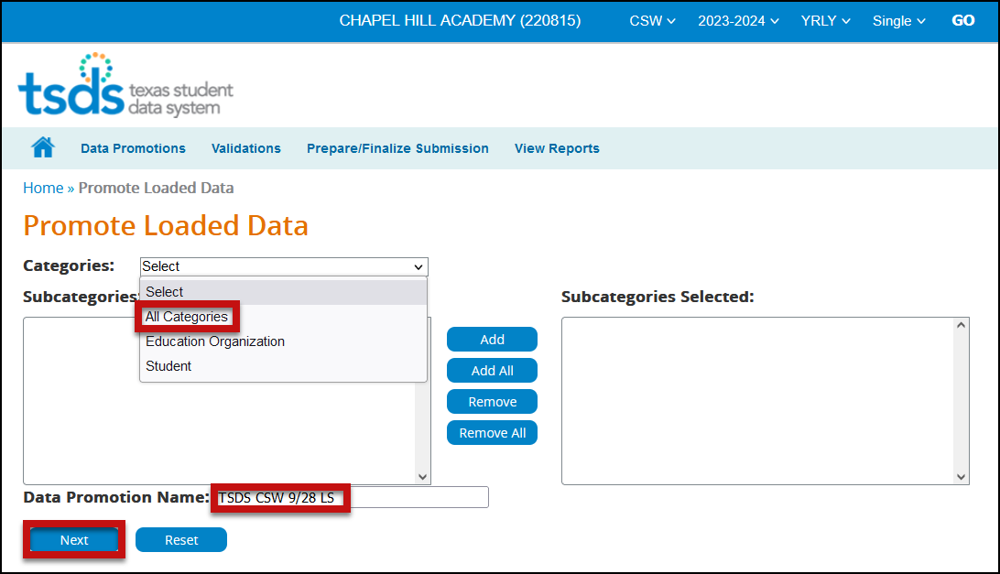 CHAPEL HILL ACADEMY (220815) CSW 2023-2024 YRLY Single GO
tsds texas student
data system
Data Promotions Validations Prepare/Finalize Submission View Reports
Home » Promote Loaded Data
Promote Loaded Data
Categories: Select
Subcategories: Select
All Categories
Education Organization
Student
Subcategories Selected:
Add
Add All
Remove
Remove All
Data Promotion Name: TSDS CSW 9/28 LS
Next Reset